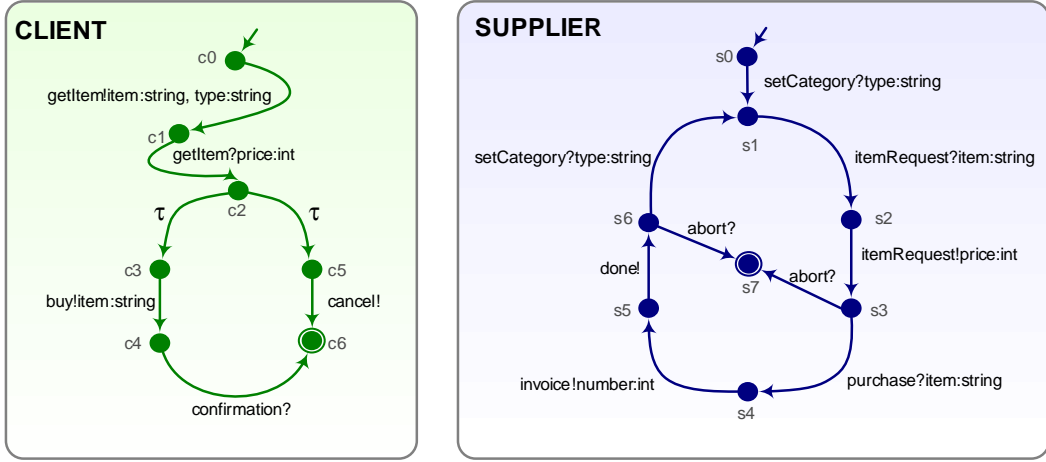 CLIENT
c0
getItem!item:string, type:string
c1
getItem?price:int
c2
τ
τ
c3
c5
buy!item:string
cancel!
c4
c6
confirmation?
SUPPLIER
s0
setCategory?type:string
s1
setCategory?type:string
itemRequest?item:string
s6
s2
abort?
itemRequest!price:int
done!
abort?
s7
s5
s3
invoice!number:int
purchase?item:string
s4